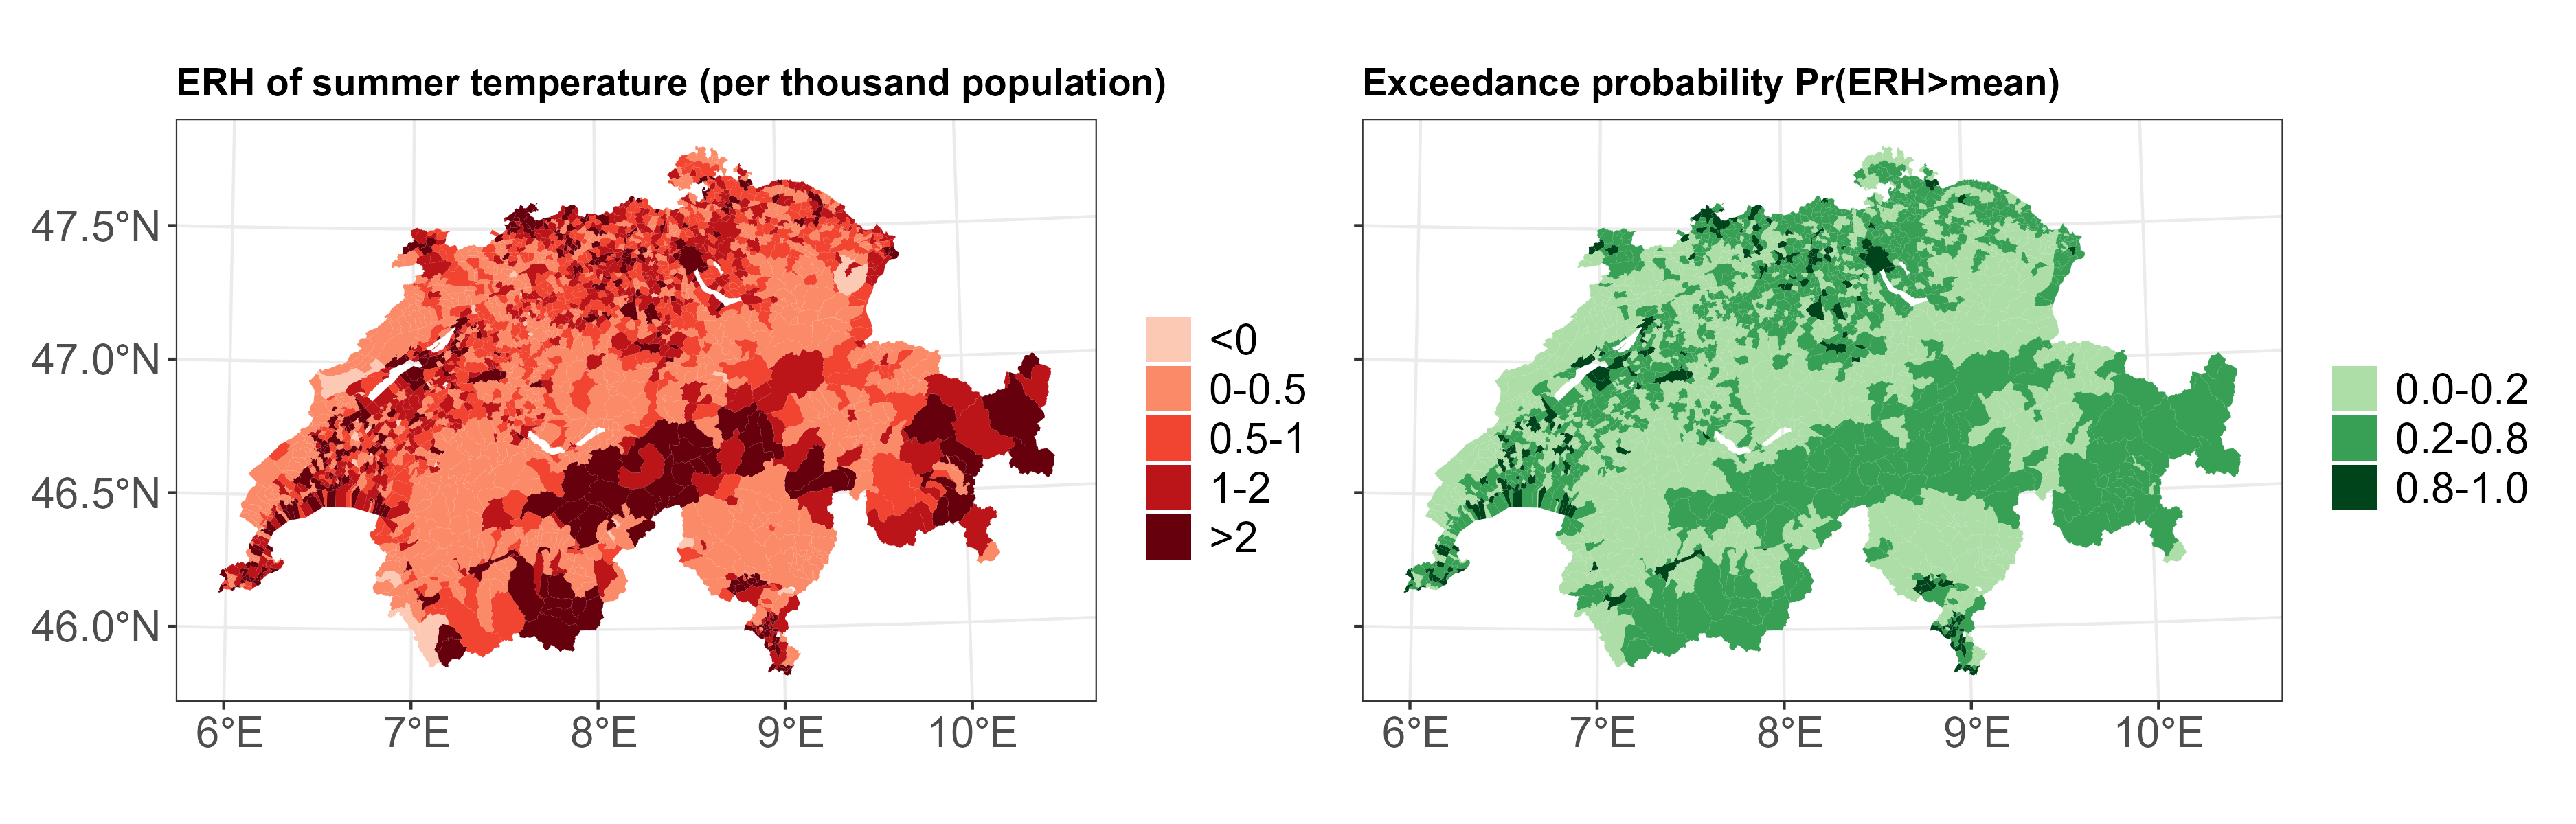 ERH of summer temperature (per thousand population)
47.5°N
47.0°N
46.5°N
46.0°N
6°E 7°E 8°E 9°E 10°E
<0
0-0.5
0.5-1
1-2
>2
Exceedance probability Pr(ERH>mean)
6°E 7°E 8°E 9°E 10°E
0.0-0.2
0.2-0.8
0.8-1.0